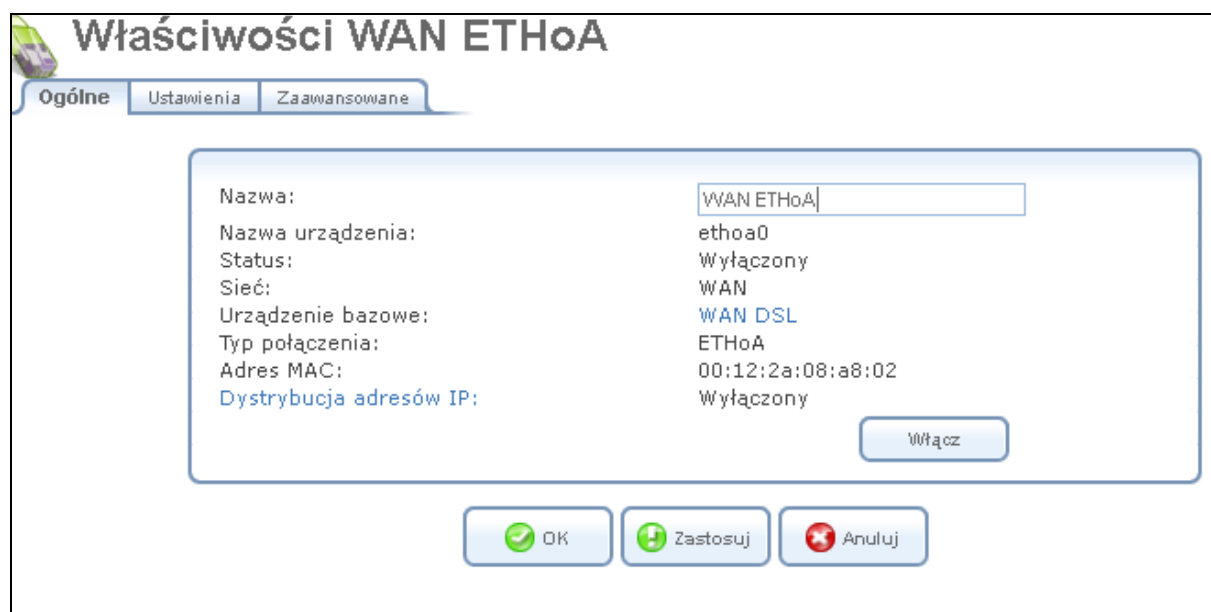 Właściwości WAN ETHoA
Ogólne Ustawienia Zaawansowane
Nazwa: WAN ETHoA
Nazwa urządzenia: ethoa0
Status: Wyłączony
Sieć: WAN
Urządzenie bazowe: WAN DSL
Typ połączenia: ETHoA
Adres MAC: 00:12:2a:08:a8:02
Dystrybucja adresów IP: Wyłączony
Włącz
OK Zastosuj Anuluj